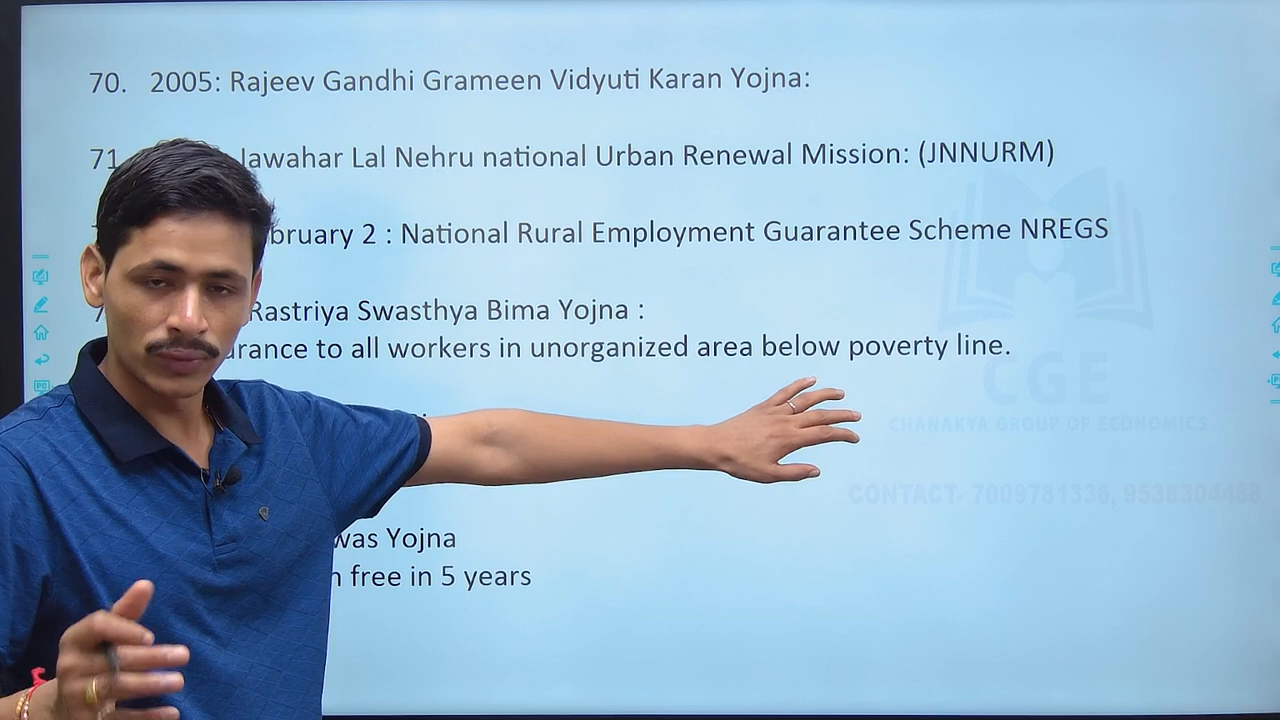 70. 2005: Rajeev Gandhi Grameen Vidyuti Karan Yojna:
71. Jawahar Lal Nehru national Urban Renewal Mission: (JNNURM)
bruary 2 : National Rural Employment Guarantee Scheme NREGS
Rastriya Swasthya Bima Yojna :
urance to all workers in unorganized area below poverty line.
CGE
CHANAKYA GROUP OF ECONOMICS
CONTACT- 7009781336,
was Yojna
free in 5 years